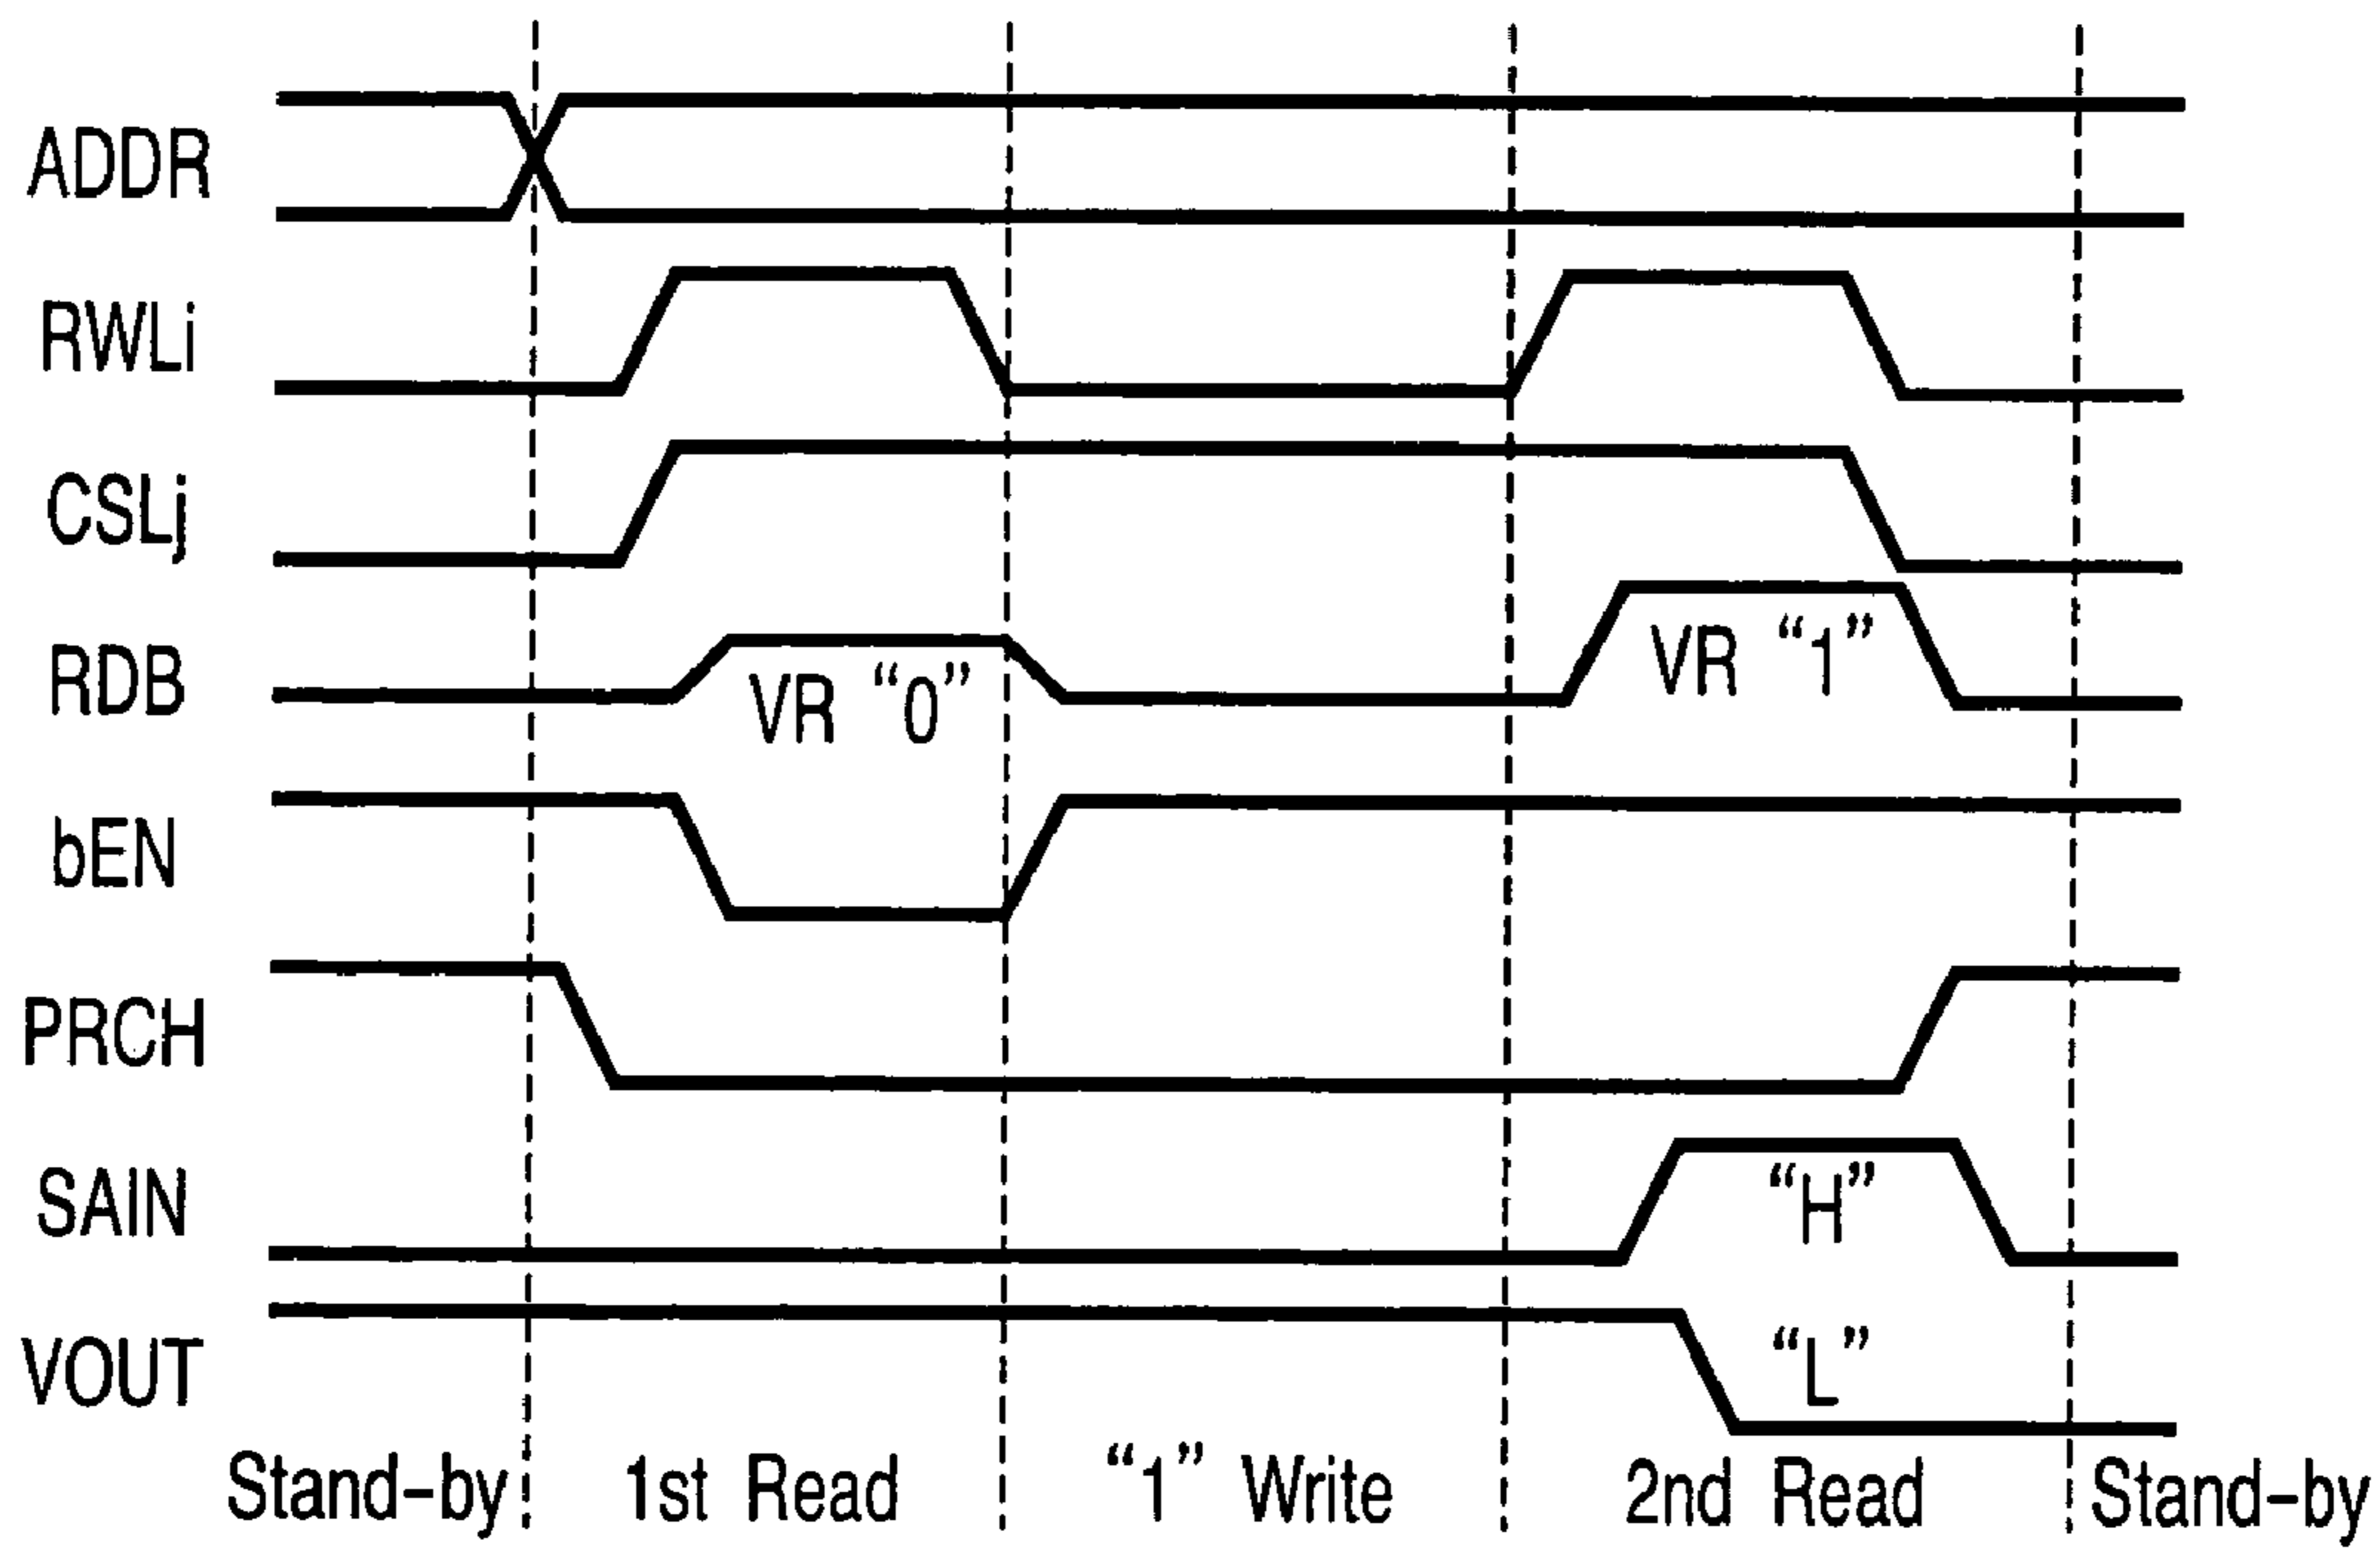 ADDR
RWLi
CSLj
RDB
VR “0”
VR “1”
bEN
PRCH
SAIN
“H”
VOUT
“L”
Stand-by 1st Read “1” Write 2nd Read Stand-by